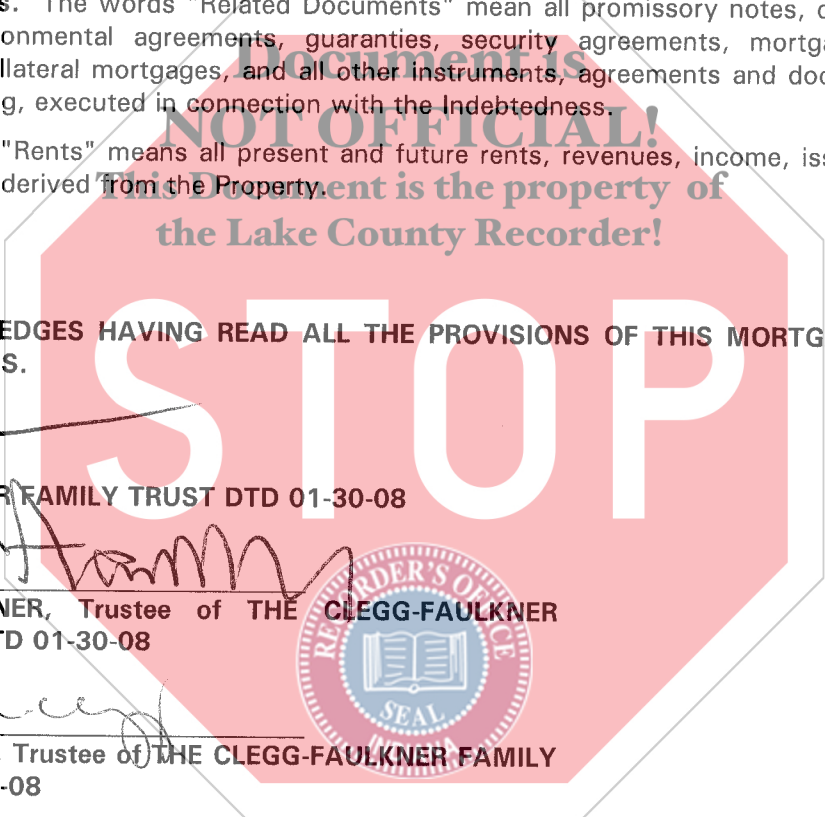 s. The words "Related Documents" mean all promissory notes, c
onmental agreements, guaranties, security agreements, mortga
llateral mortgages, and all other instruments, agreements and doc
g, executed in connection with the Indebtedness.
"Rents" means all present and future rents, revenues, income, iss
derived from the Property.
Document is
NOT OFFICIAL!
This Document is the property of
the Lake County Recorder!
EDGES HAVING READ ALL THE PROVISIONS OF THIS MORTG
S.
STOP
R FAMILY TRUST DTD 01-30-08
NER, Trustee of THE CLEGG-FAULKNER
TD 01-30-08
RECORDER'S OFFICE
SEAL
INDIANA
Trustee of THE CLEGG-FAULKNER FAMILY
-08